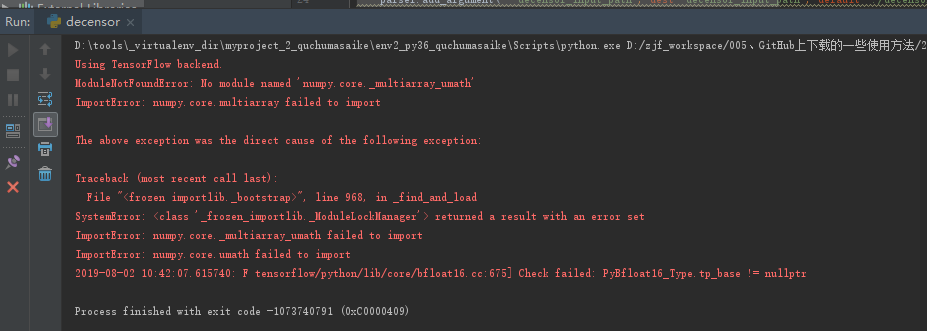 External Libraries
24
parser.add_argument(
Run:
decensor
D:\tools\_virtualenv_dir\myproject_2_quchumasaike\env2_py36_quchumasaike\Scripts\python.exe D:/zjf_workspace/005、GitHub上下载的一些使用方法/2
Using TensorFlow backend.
ModuleNotFoundError: No module named 'numpy.core._multiarray_umath'
ImportError: numpy.core.multiarray failed to import
The above exception was the direct cause of the following exception:
Traceback (most recent call last):
File "<frozen importlib._bootstrap>", line 968, in _find_and_load
SystemError: <class '_frozen_importlib._ModuleLockManager'> returned a result with an error set
ImportError: numpy.core._multiarray_umath failed to import
ImportError: numpy.core.umath failed to import
2019-08-02 10:42:07.615740: F tensorflow/python/lib/core/bfloat16.cc:675] Check failed: PyBfloat16_Type.tp_base != nullptr
Process finished with exit code -1073740791 (0xC0000409)